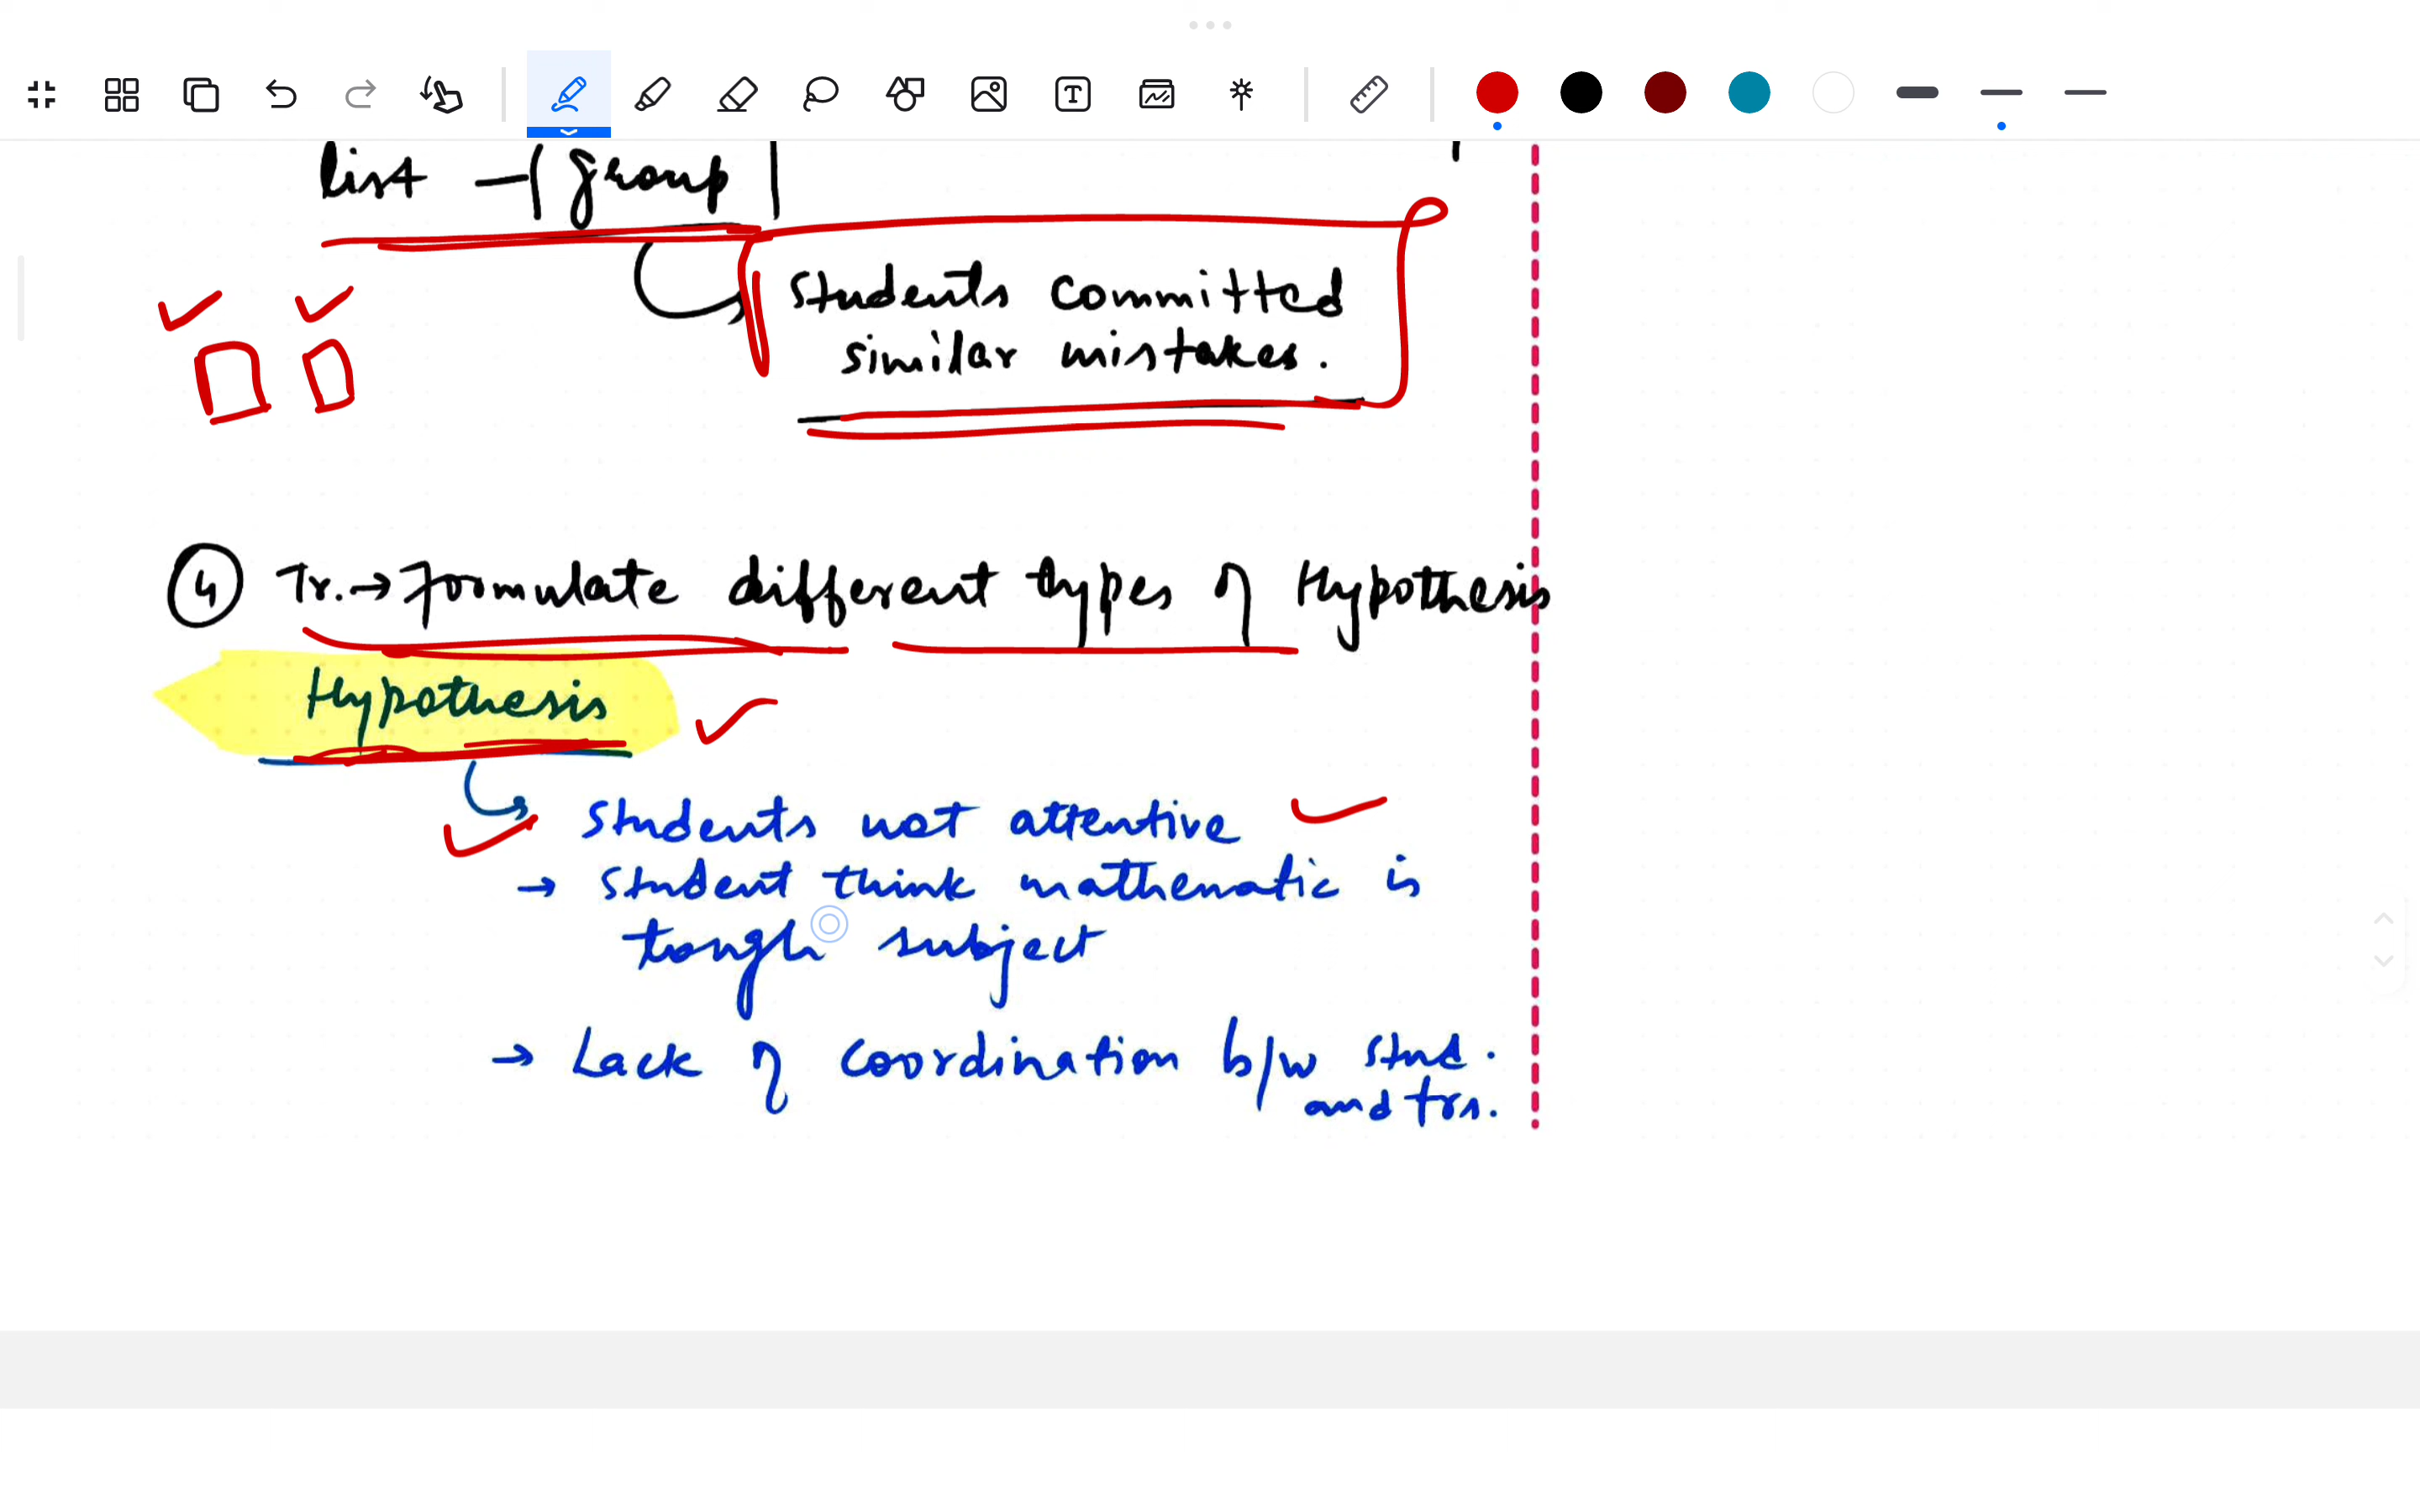 list - group
Students committed
similar mistakes.
④ Tr. → Formulate different types of Hypothesis
Hypothesis
Students not attentive
→ Student think mathematic is
tough subject
→ Lack of coordination b/w stud.
and trs.